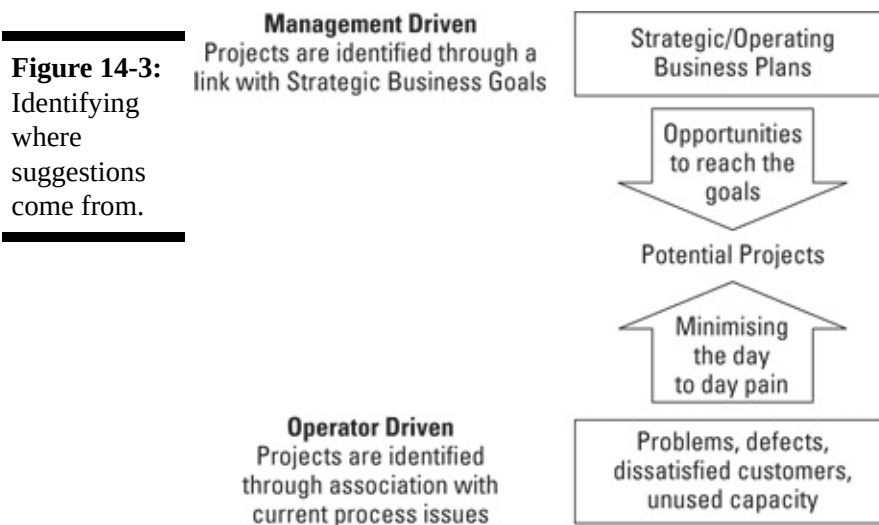 Figure 14-3:
Identifying
where
suggestions
come from.
Management Driven
Projects are identified through a
link with Strategic Business Goals
Strategic/Operating
Business Plans
Opportunities
to reach the
goals
Potential Projects
Minimising
the day
to day pain
Operator Driven
Projects are identified
through association with
current process issues
Problems, defects,
dissatisfied customers,
unused capacity